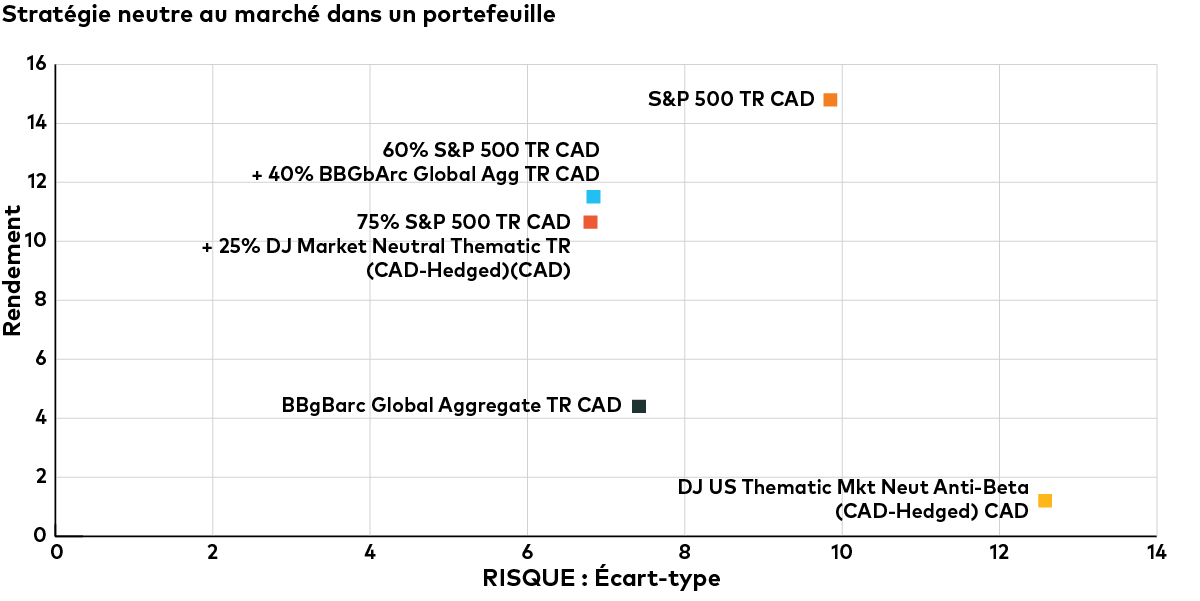 Stratégie neutre au marché dans un portefeuille
16
14
12
10
8
6
4
2
0
Rendement
S&P 500 TR CAD
60% S&P 500 TR CAD
+ 40% BBGbArc Global Agg TR CAD
75% S&P 500 TR CAD
+ 25% DJ Market Neutral Thematic TR
(CAD-Hedged)(CAD)
BBgBarc Global Aggregate TR CAD
DJ US Thematic Mkt Neut Anti-Beta
(CAD-Hedged) CAD
0 2 4 6 8 10 12 14
RISQUE : Écart-type